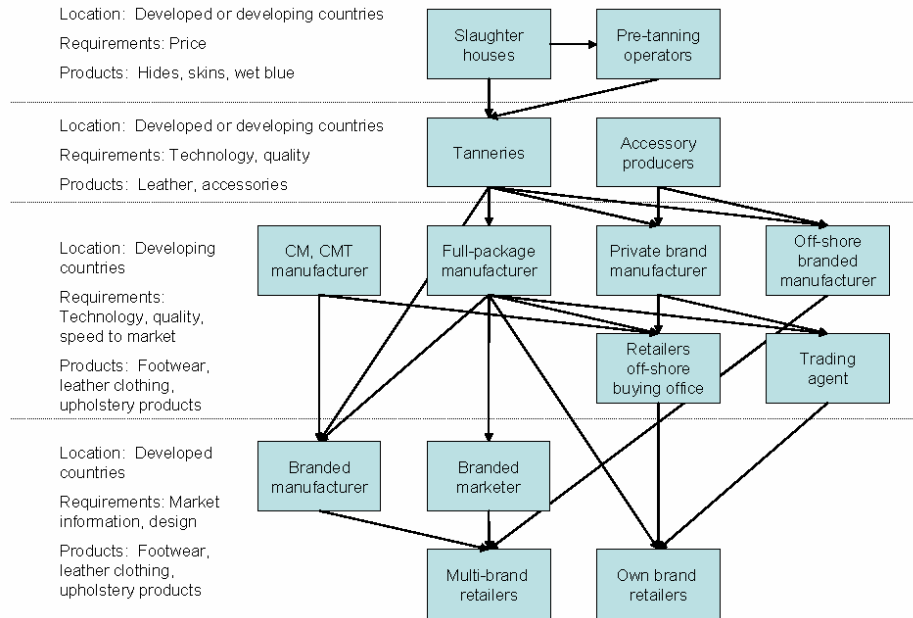 Location:  Developed or developing countries
Requirements: Price
Products:  Hides, skins, wet blue
Slaughter
houses
Pre-tanning
operators
Location:  Developed or developing countries
Requirements: Technology, quality
Products:  Leather, accessories
Tanneries
Accessory
producers
Location:  Developing
countries
Requirements:
Technology, quality,
speed to market
Products:  Footwear,
leather clothing,
upholstery products
CM, CMT
manufacturer
Full-package
manufacturer
Private brand
manufacturer
Off-shore
branded
manufacturer
Retailers
off-shore
buying office
Trading
agent
Location:  Developed
countries
Requirements: Market
information, design
Products:  Footwear,
leather clothing,
upholstery products
Branded
manufacturer
Branded
marketer
Multi-brand
retailers
Own brand
retailers